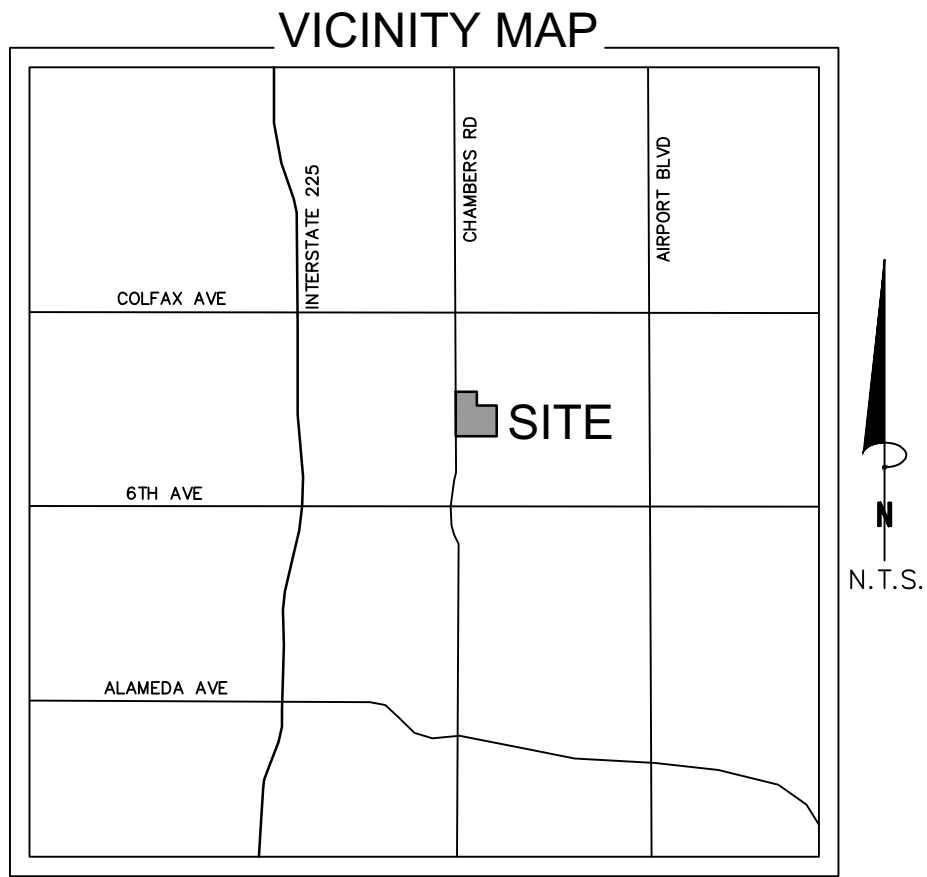 VICINITY MAP
INTERSTATE 225
CHAMBERS RD
AIRPORT BLVD
COLFAX AVE
SITE
6TH AVE
N
N.T.S.
ALAMEDA AVE